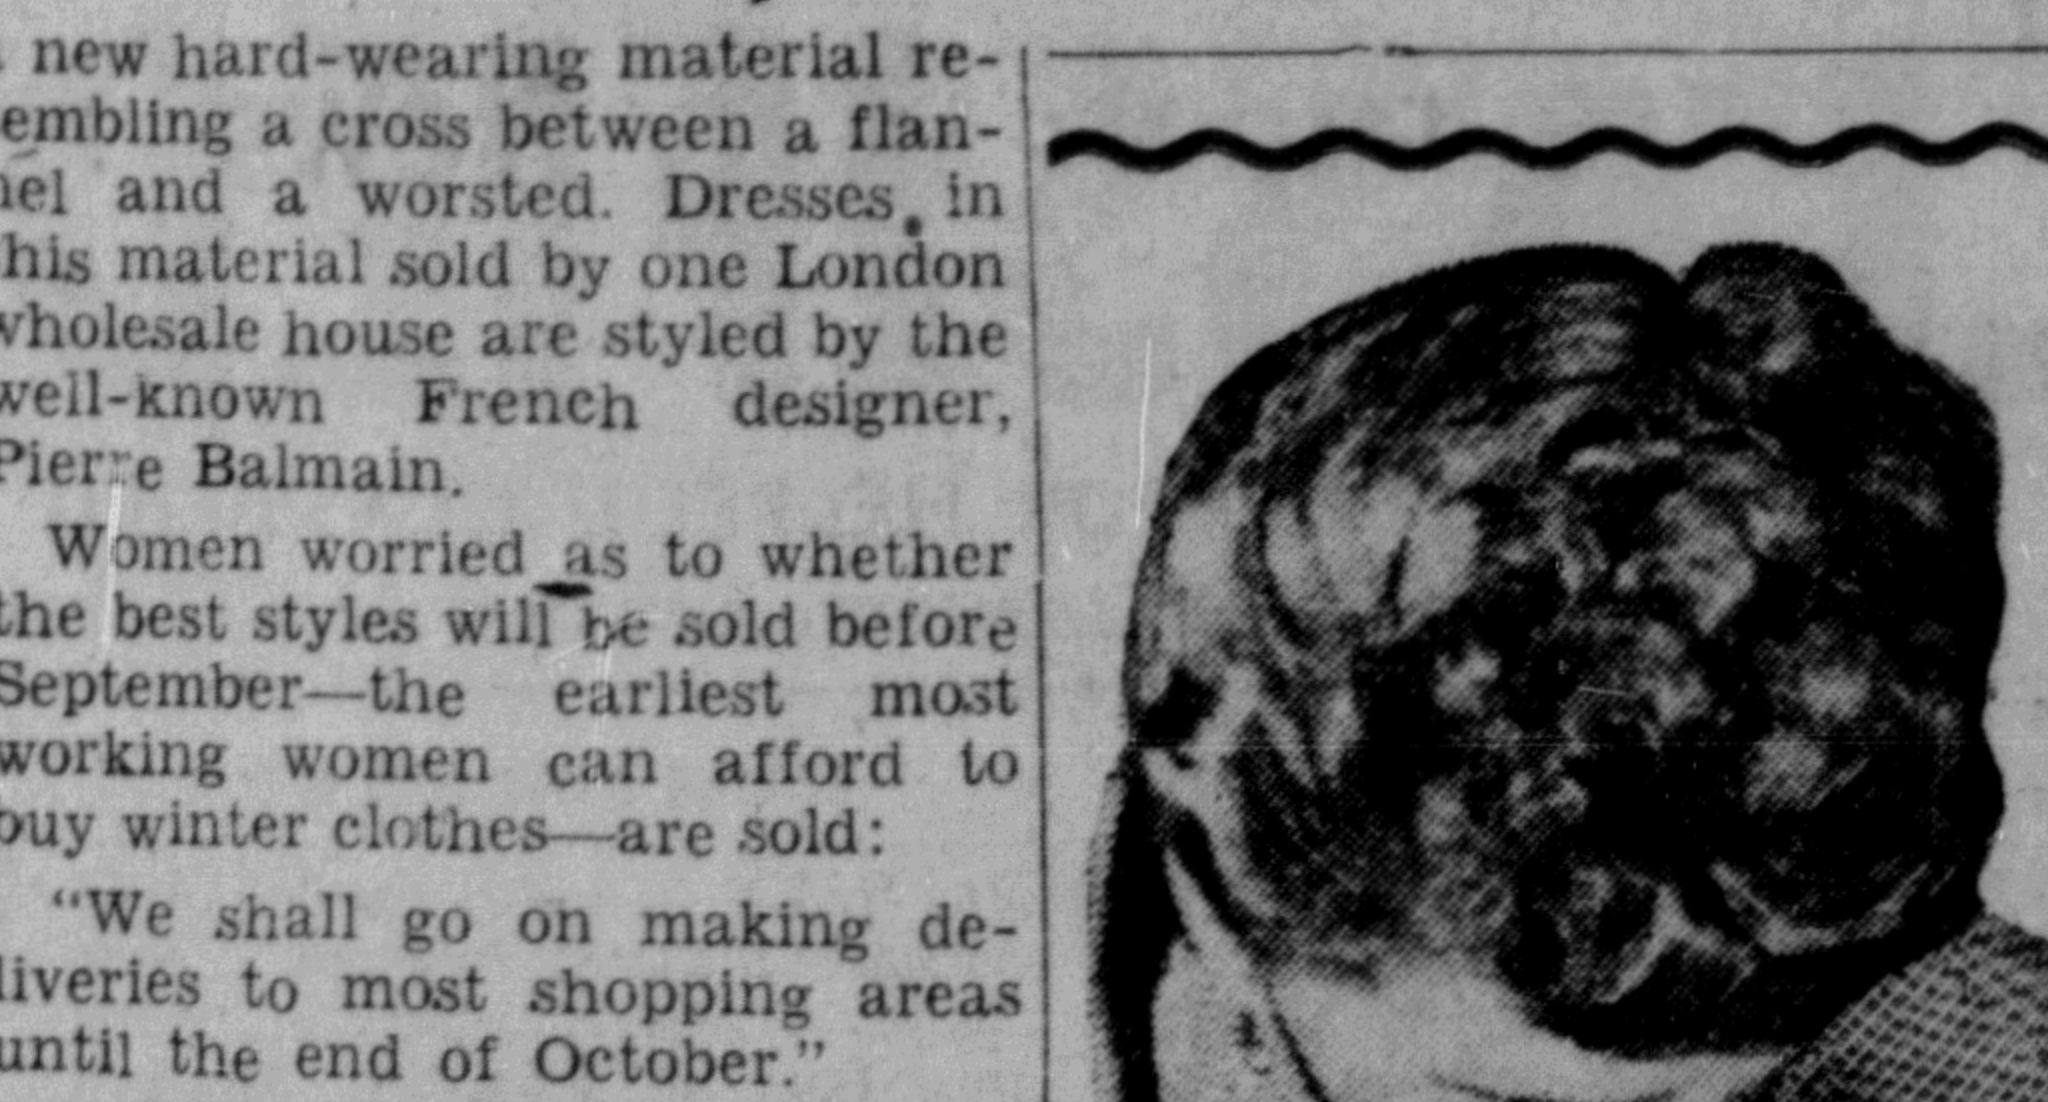 new hard-wearing material re-
embling a cross between a flan-
nel and a worsted. Dresses in
his material sold by one London
wholesale house are styled by the
well-known French designer,
Pierre Balmain.
Women worried as to whether
the best styles will be sold before
September—the earliest most
working women can afford to
buy winter clothes—are sold:
"We shall go on making de-
liveries to most shopping areas
until the end of October."